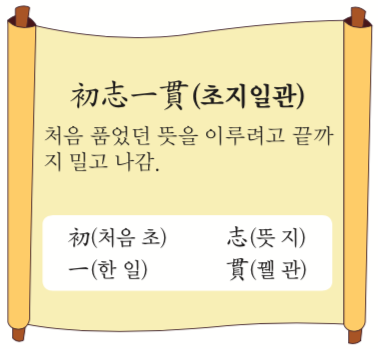 初志一貫(초지일관)
처음 품었던 뜻을 이루려고 끝까
지 밀고 나감.
初(처음 초) 志(뜻 지)
一(한 일) 貫(꿸 관)